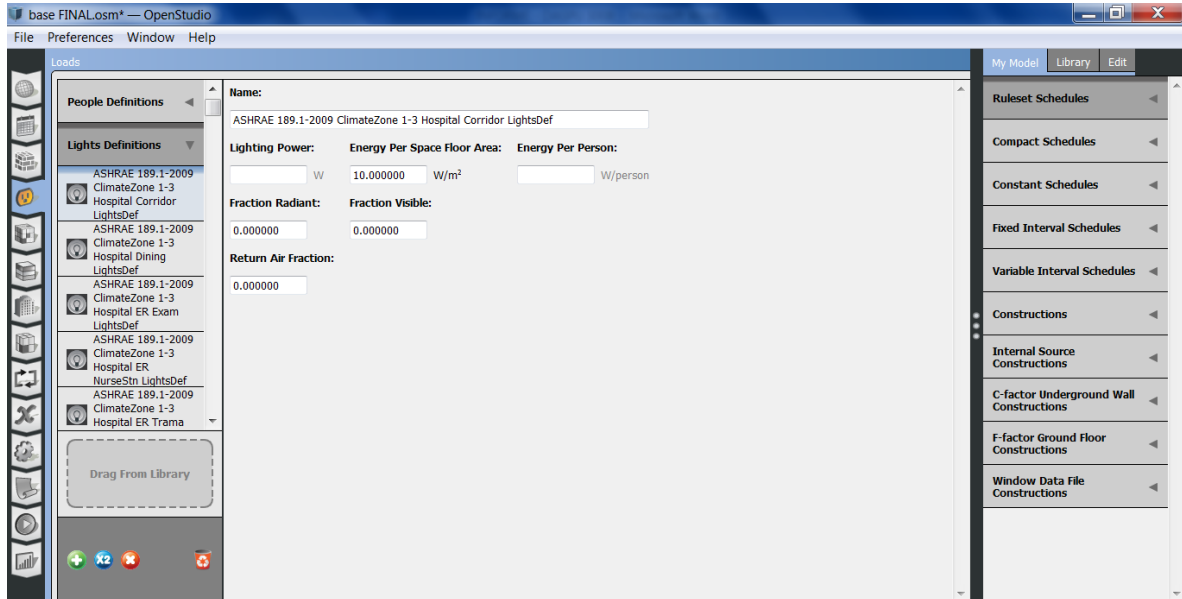 base FINAL.osm* — OpenStudio
File Preferences Window Help
Loads
My Model Library Edit
People Definitions
Lights Definitions
ASHRAE 189.1-2009
ClimateZone 1-3
Hospital Corridor
LightsDef
ASHRAE 189.1-2009
ClimateZone 1-3
Hospital Dining
LightsDef
ASHRAE 189.1-2009
ClimateZone 1-3
Hospital ER Exam
LightsDef
ASHRAE 189.1-2009
ClimateZone 1-3
Hospital ER
NurseStn LightsDef
ASHRAE 189.1-2009
ClimateZone 1-3
Hospital ER Trama
Drag From Library
X2
Name:
ASHRAE 189.1-2009 ClimateZone 1-3 Hospital Corridor LightsDef
Lighting Power: Energy Per Space Floor Area: Energy Per Person:
W 10.000000 W/m² W/person
Fraction Radiant: Fraction Visible:
0.000000 0.000000
Return Air Fraction:
0.000000
Ruleset Schedules
Compact Schedules
Constant Schedules
Fixed Interval Schedules
Variable Interval Schedules
Constructions
Internal Source
Constructions
C-factor Underground Wall
Constructions
F-factor Ground Floor
Constructions
Window Data File
Constructions